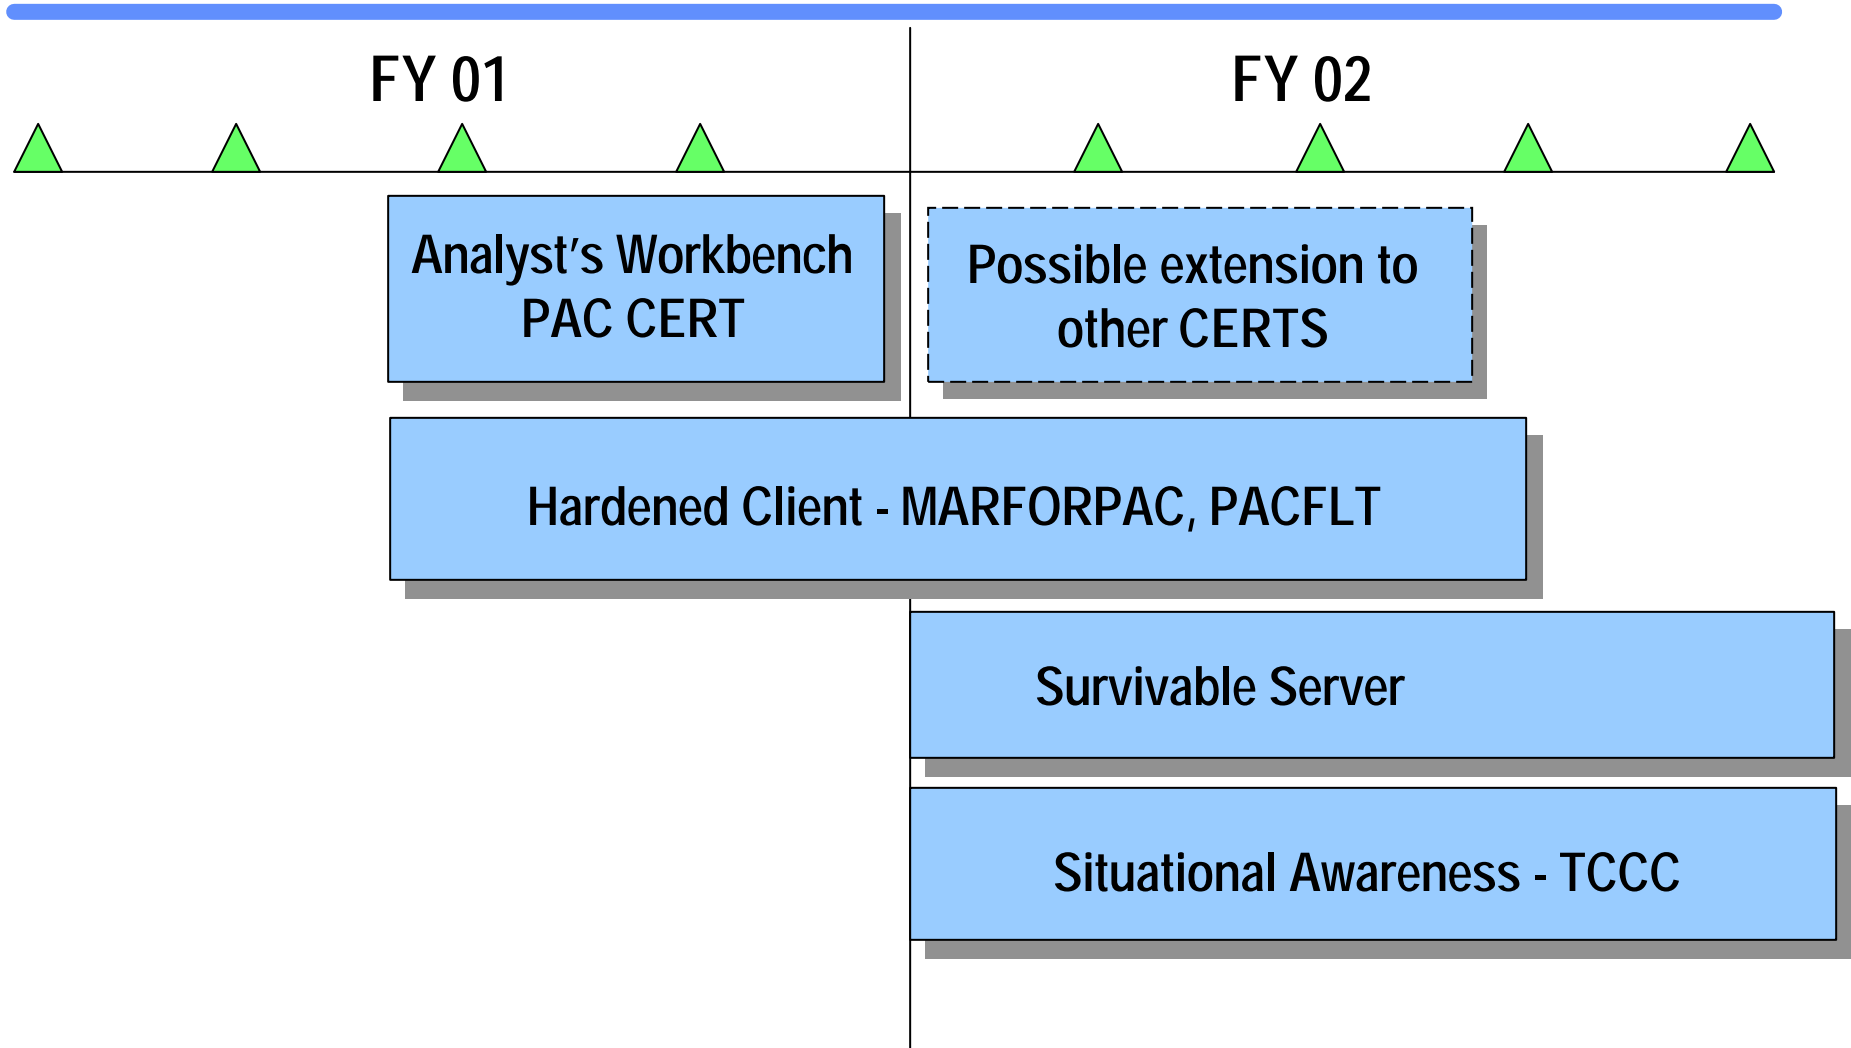 FY 01
FY 02
Analyst’s Workbench
PAC CERT
Possible extension to
other CERTS
Hardened Client - MARFORPAC, PACFLT
Survivable Server
Situational Awareness - TCCC